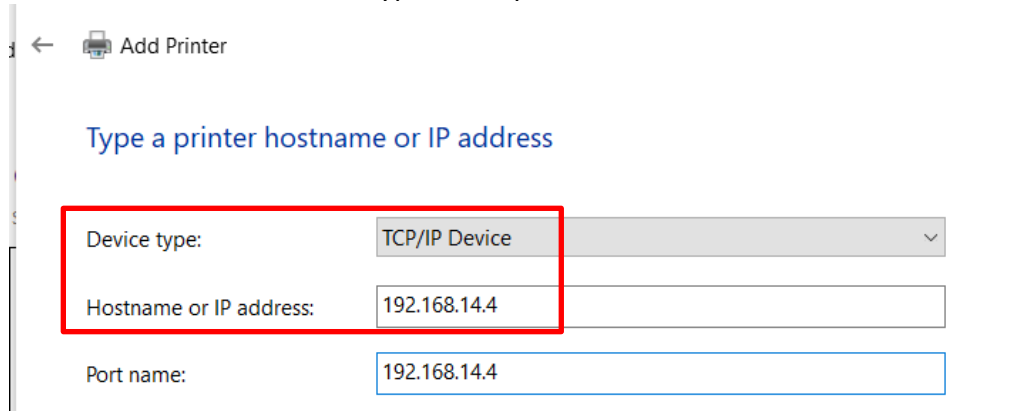 Add Printer
Type a printer hostname or IP address
Device type: TCP/IP Device
Hostname or IP address: 192.168.14.4
Port name: 192.168.14.4